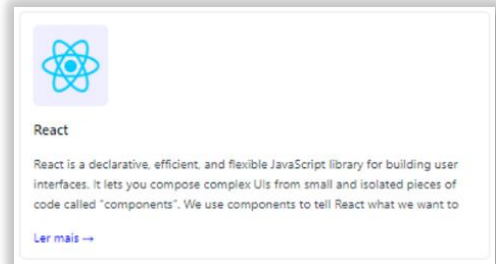 React
React is a declarative, efficient, and flexible JavaScript library for building user
interfaces. It lets you compose complex UIs from small and isolated pieces of
code called "components". We use components to tell React what we want to
Ler mais →